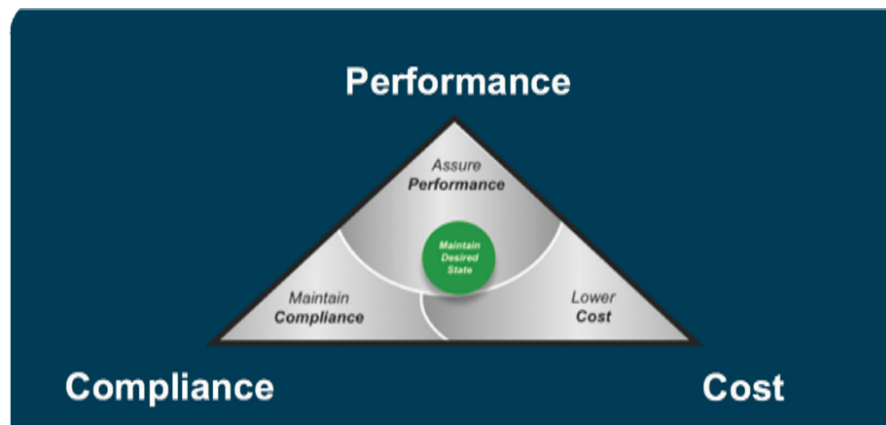 Performance
Assure
Performance
Maintain
Desired
State
Maintain
Compliance
Lower
Cost
Compliance
Cost